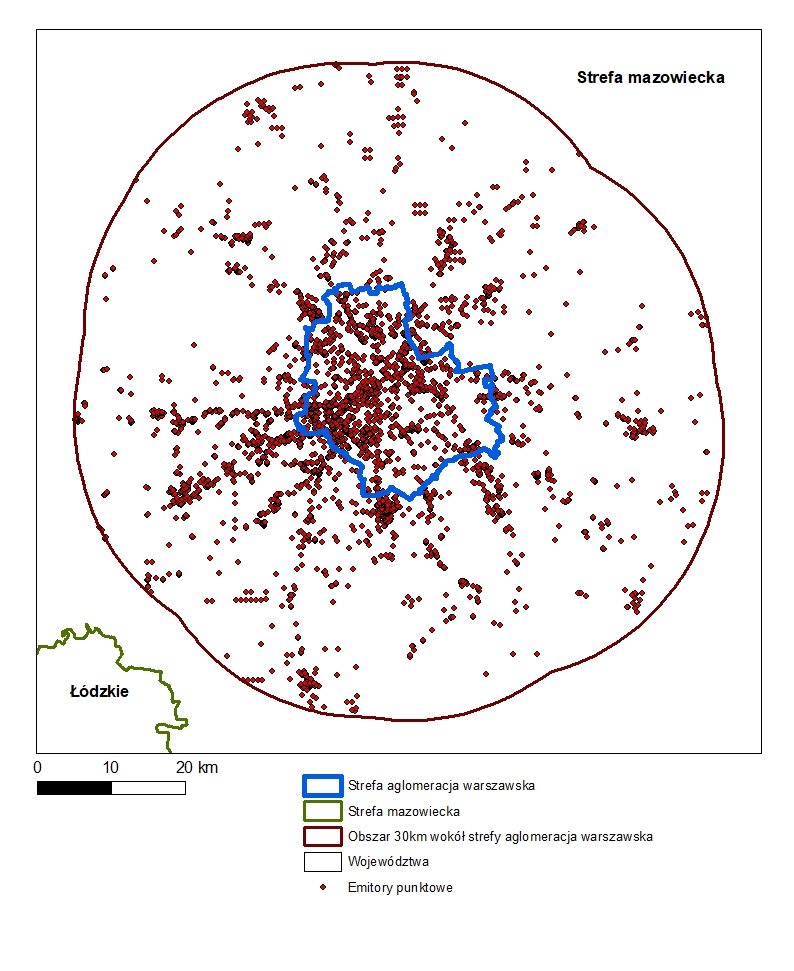 Strefa mazowiecka
Łódzkie
0 10 20 km
Strefa aglomeracja warszawska
Strefa mazowiecka
Obszar 30km wokół strefy aglomeracja warszawska
Województwa
Emitory punktowe